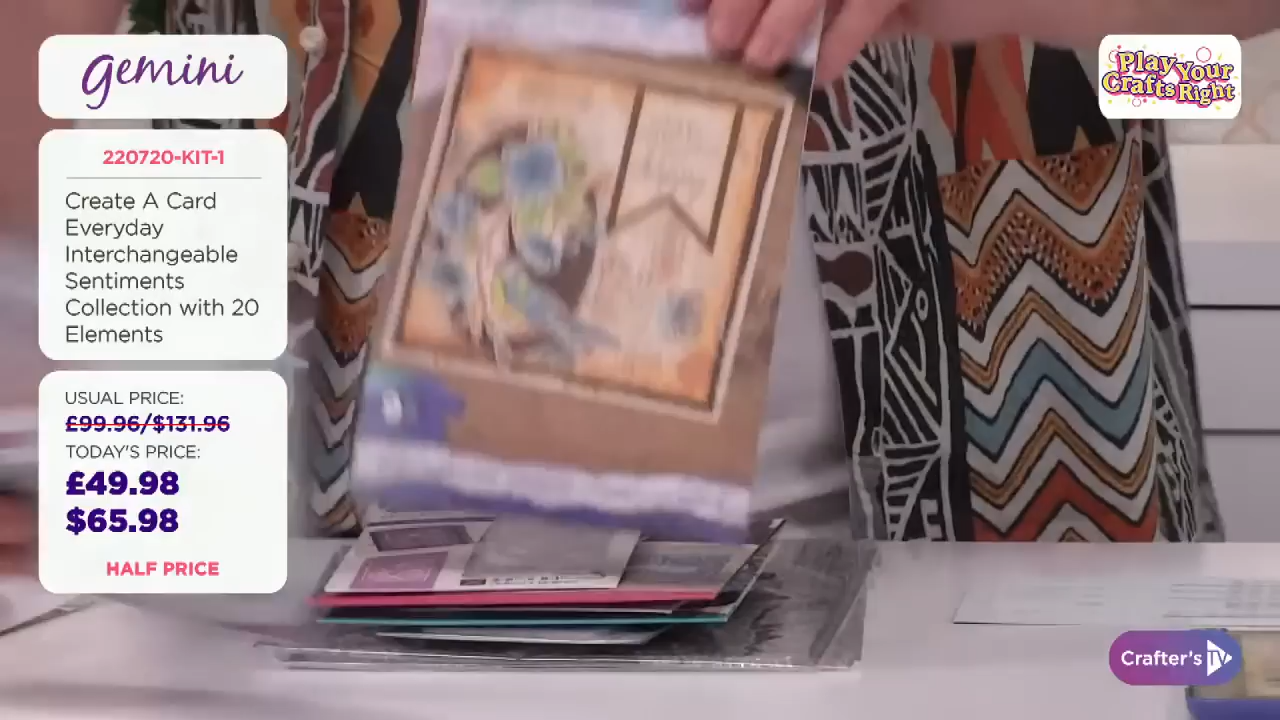 gemini
220720-KIT-1
Create A Card
Everyday
Interchangeable
Sentiments
Collection with 20
Elements
USUAL PRICE:
£99.96/$131.96
TODAY'S PRICE:
£49.98
$65.98
HALF PRICE
Play Your
Crafts Right
Crafter's TV